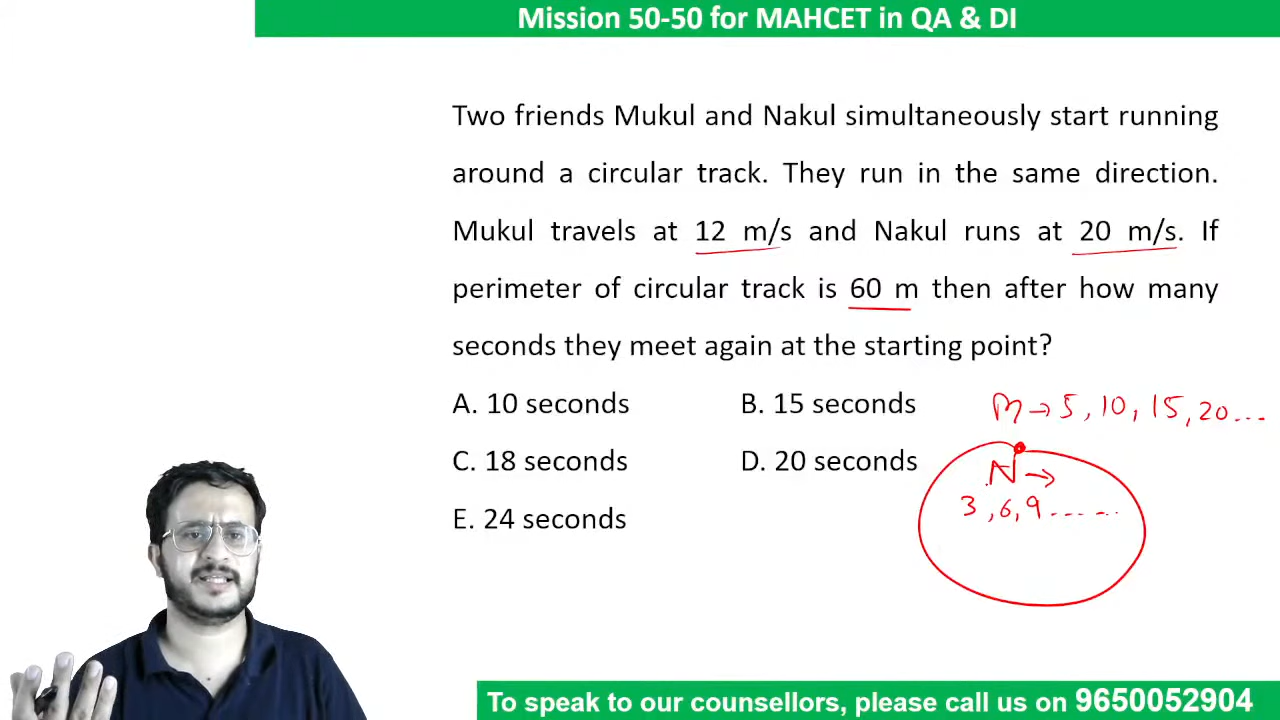 Mission 50-50 for MAHCET in QA & DI
Two friends Mukul and Nakul simultaneously start running
around a circular track. They run in the same direction.
Mukul travels at 12 m/s and Nakul runs at 20 m/s. If
perimeter of circular track is 60 m then after how many
seconds they meet again at the starting point?
A. 10 seconds B. 15 seconds
C. 18 seconds D. 20 seconds
E. 24 seconds
M → 5, 10, 15, 20 ...
N →
3, 6, 9 ......
To speak to our counsellors, please call us on 9650052904